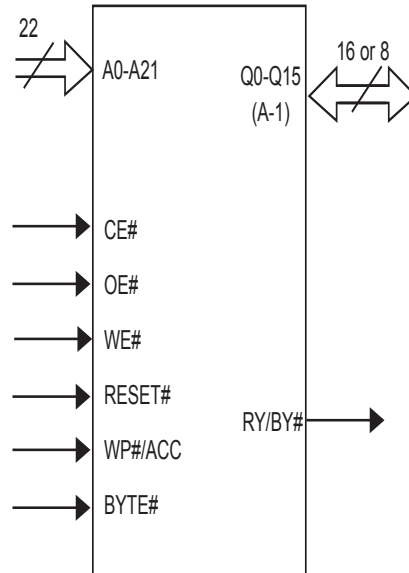 22
16 or 8
A0-A21
Q0-Q15
(A-1)
CE#
OE#
WE#
RESET#
RY/BY#
WP#/ACC
BYTE#